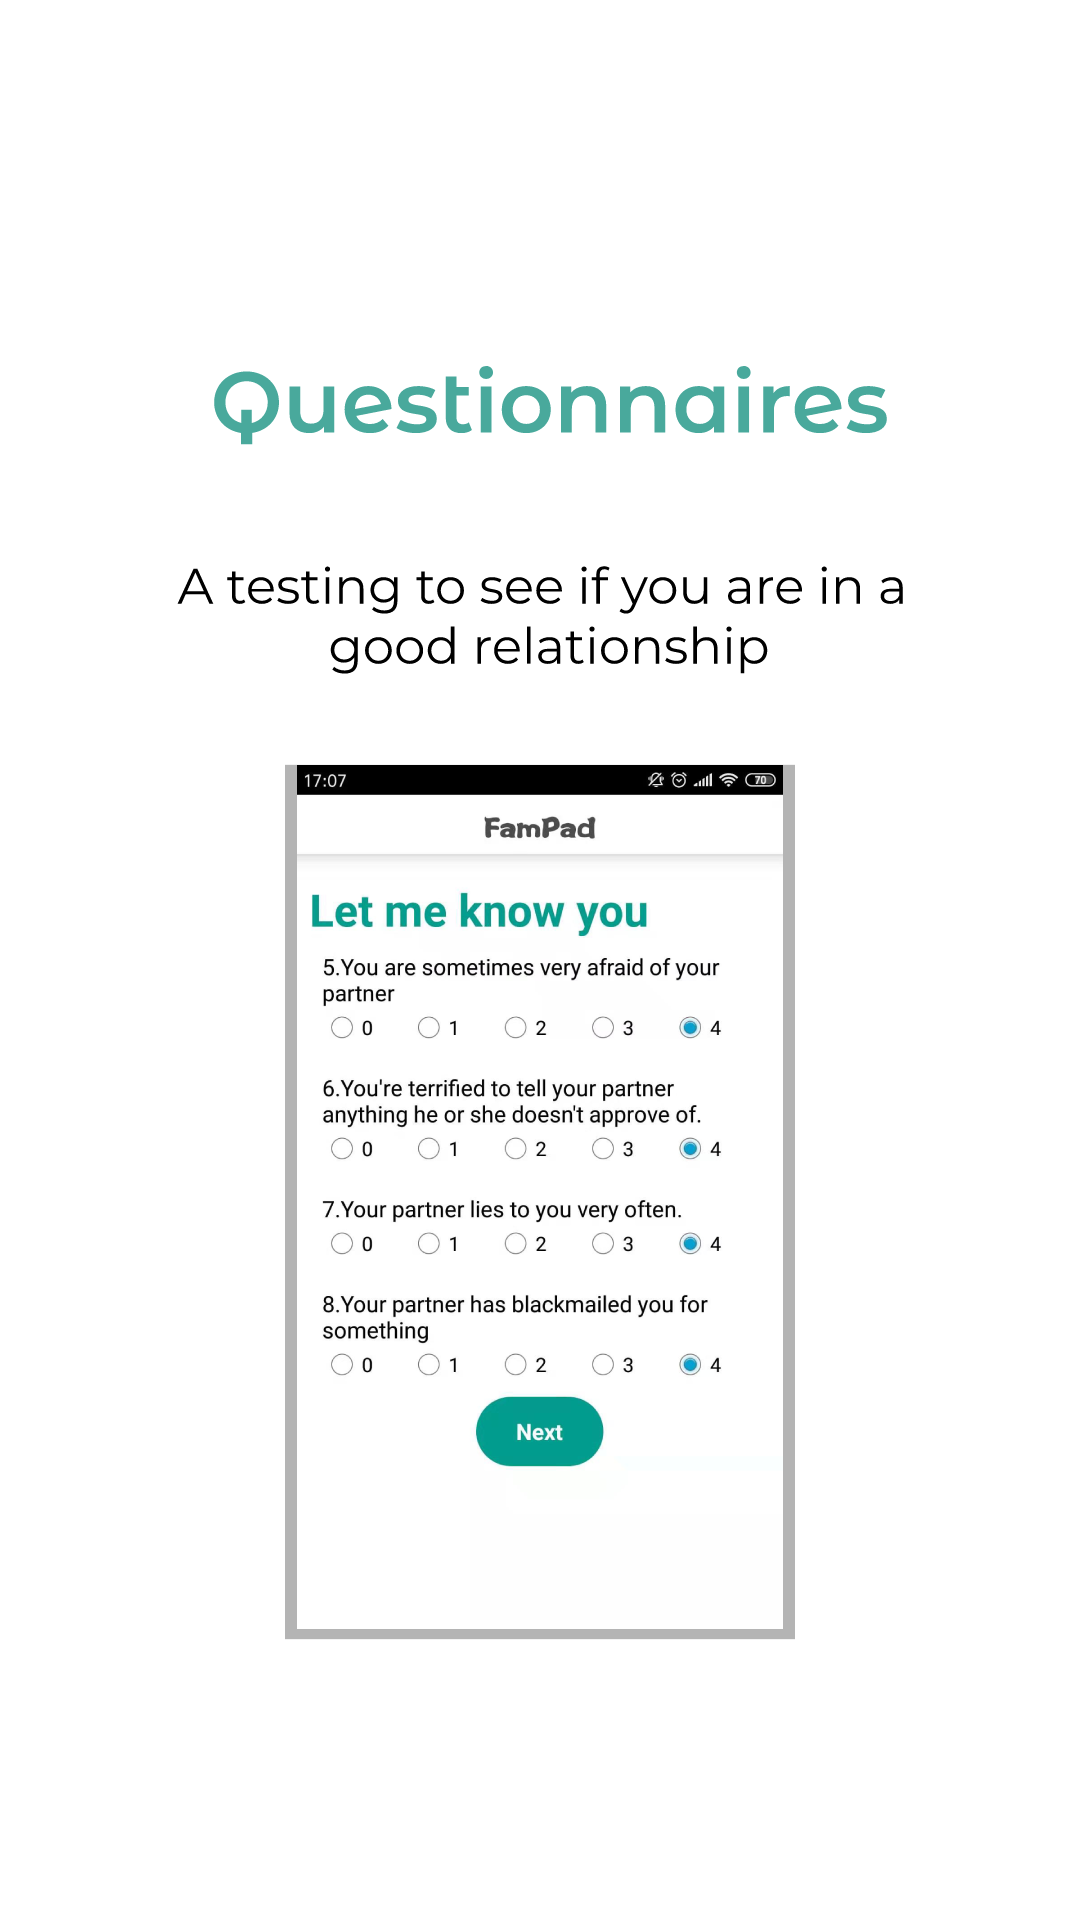 Questionnaires
A testing to see if you are in a
good relationship
17:07
70
FamPad
Let me know you
5.You are sometimes very afraid of your
partner
0 1 2 3 4
6.You're terrified to tell your partner
anything he or she doesn't approve of.
0 1 2 3 4
7.Your partner lies to you very often.
0 1 2 3 4
8.Your partner has blackmailed you for
something
0 1 2 3 4
Next